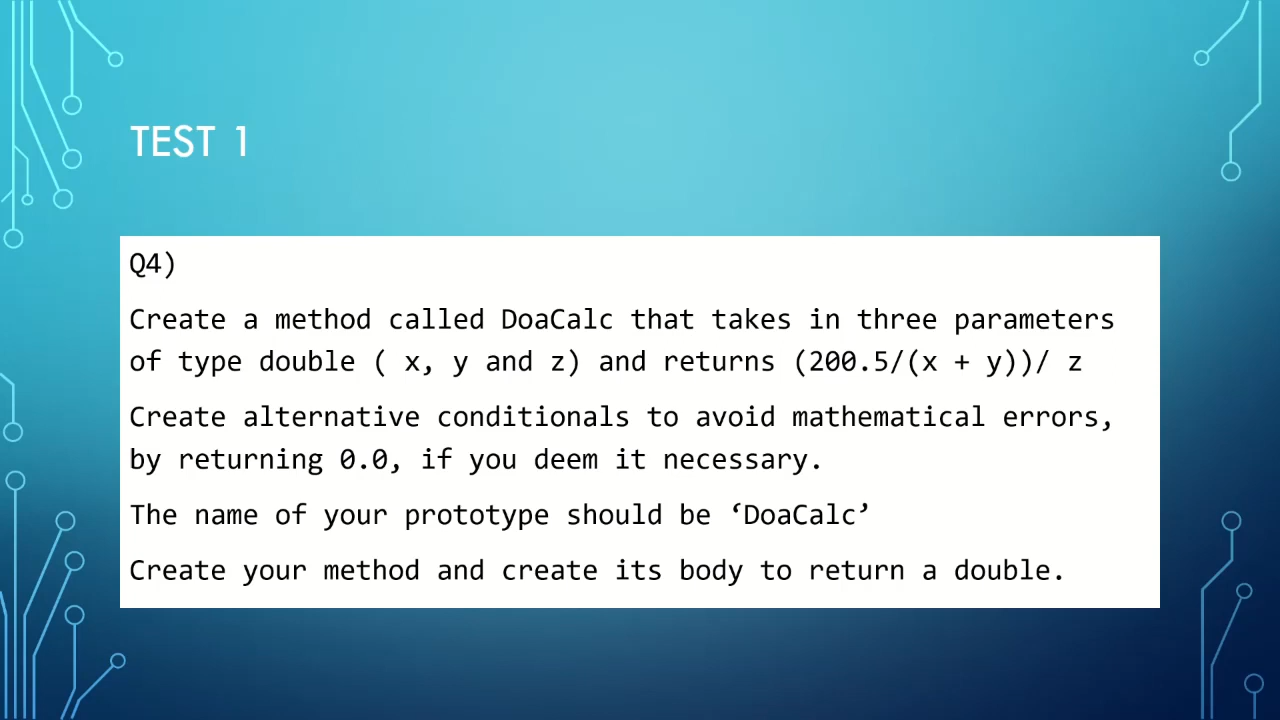 TEST 1
Q4)
Create a method called DoaCalc that takes in three parameters
of type double ( x, y and z) and returns (200.5/(x + y))/ z
Create alternative conditionals to avoid mathematical errors,
by returning 0.0, if you deem it necessary.
The name of your prototype should be ‘DoaCalc’
Create your method and create its body to return a double.